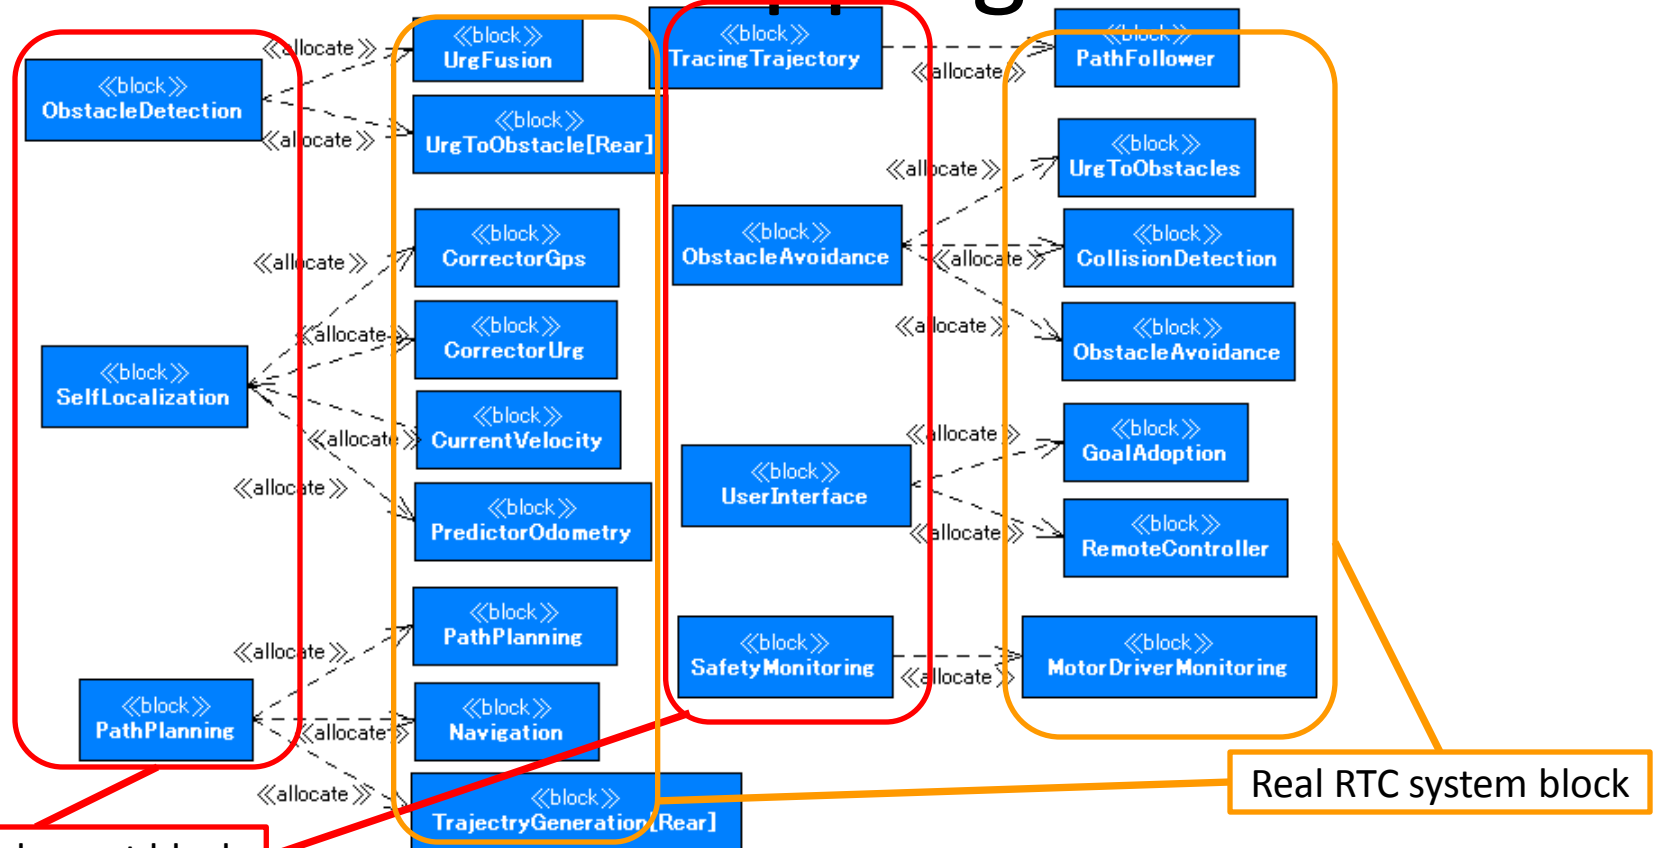 ≪block≫
ObstacleDetection
≪allocate≫
≪allocate≫
≪block≫
UrgFusion
≪block≫
UrgToObstacle[Rear]
≪block≫
SelfLocalization
≪allocate≫
≪allocate≫
≪allocate≫
≪allocate≫
≪block≫
CorrectorGps
≪block≫
CorrectorUrg
≪block≫
CurrentVelocity
≪block≫
PredictorOdometry
≪block≫
PathPlanning
≪allocate≫
≪allocate≫
≪allocate≫
≪block≫
PathPlanning
≪block≫
Navigation
≪block≫
TrajectryGeneration[Rear]
≪block≫
TracingTrajectory
≪allocate≫
≪block≫
PathFollower
≪block≫
ObstacleAvoidance
≪allocate≫
≪allocate≫
≪allocate≫
≪block≫
UrgToObstacles
≪block≫
CollisionDetection
≪block≫
ObstacleAvoidance
≪block≫
UserInterface
≪allocate≫
≪allocate≫
≪block≫
GoalAdoption
≪block≫
RemoteController
≪block≫
SafetyMonitoring
≪allocate≫
≪block≫
MotorDriverMonitoring
Real RTC system block